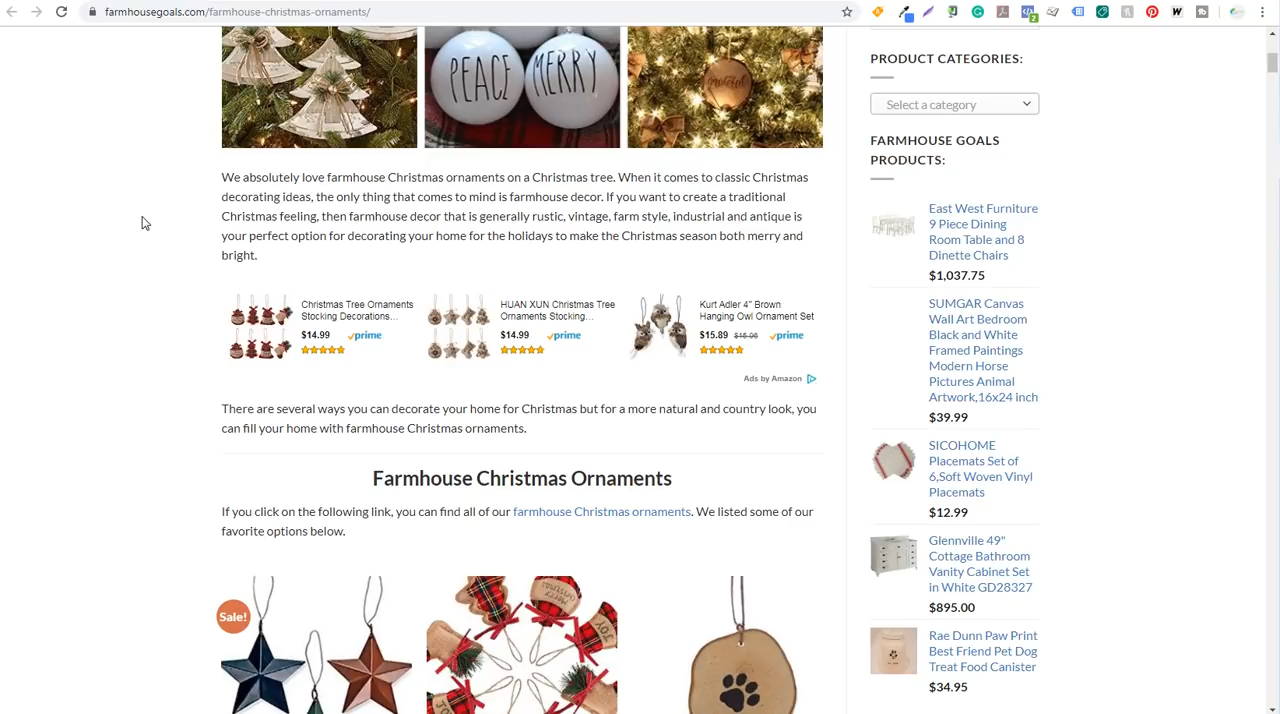 farmhousegoals.com/farmhouse-christmas-ornaments/
PEACE MERRY
grateful
We absolutely love farmhouse Christmas ornaments on a Christmas tree. When it comes to classic Christmas
decorating ideas, the only thing that comes to mind is farmhouse decor. If you want to create a traditional
Christmas feeling, then farmhouse decor that is generally rustic, vintage, farm style, industrial and antique is
your perfect option for decorating your home for the holidays to make the Christmas season both merry and
bright.
Christmas Tree Ornaments
Stocking Decorations...
$14.99 prime
HUAN XUN Christmas Tree
Ornaments Stocking...
$14.99 prime
Kurt Adler 4" Brown
Hanging Owl Ornament Set
$15.89 prime
Ads by Amazon
There are several ways you can decorate your home for Christmas but for a more natural and country look, you
can fill your home with farmhouse Christmas ornaments.
Farmhouse Christmas Ornaments
If you click on the following link, you can find all of our farmhouse Christmas ornaments. We listed some of our
favorite options below.
Sale!
JOY
JOY
PRODUCT CATEGORIES:
Select a category
FARMHOUSE GOALS
PRODUCTS:
East West Furniture
9 Piece Dining
Room Table and 8
Dinette Chairs
$1,037.75
SUMGAR Canvas
Wall Art Bedroom
Black and White
Framed Paintings
Modern Horse
Pictures Animal
Artwork,16x24 inch
$39.99
SICOHOME
Placemats Set of
6,Soft Woven Vinyl
Placemats
$12.99
Glennville 49"
Cottage Bathroom
Vanity Cabinet Set
in White GD28327
$895.00
Rae Dunn Paw Print
Best Friend Pet Dog
Treat Food Canister
$34.95